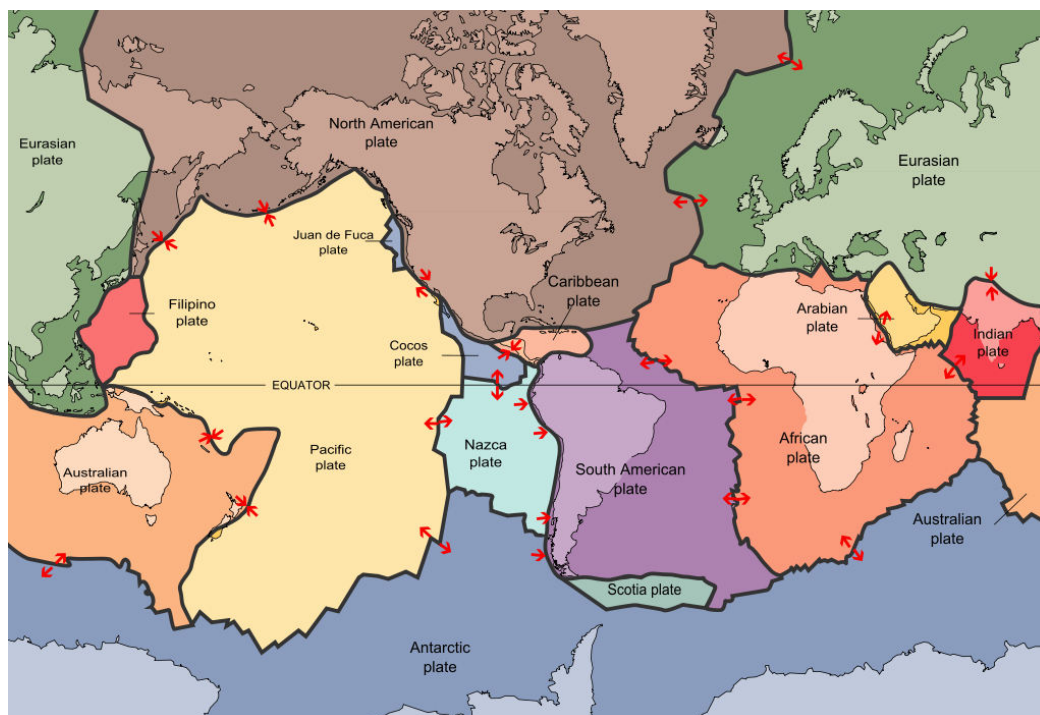 North American
plate
Eurasian
plate
Eurasian
plate
Juan de Fuca
plate
Caribbean
plate
Filipino
plate
Arabian
plate
Indian
plate
Cocos
plate
EQUATOR
Pacific
plate
Nazca
plate
African
plate
Australian
plate
South American
plate
Australian
plate
Scotia plate
Antarctic
plate